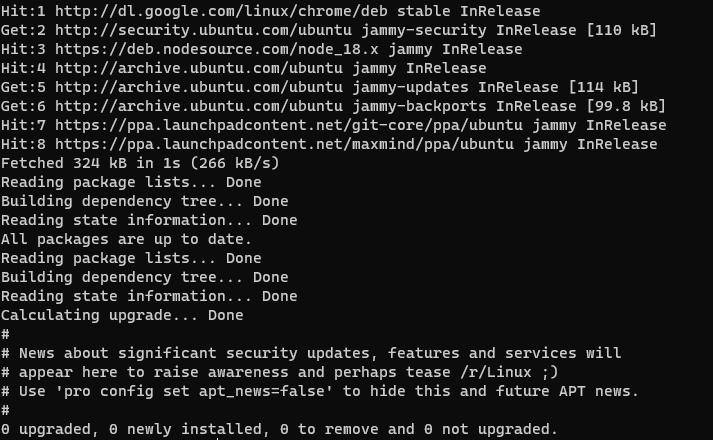 Hit:1 http://dl.google.com/linux/chrome/deb stable InRelease
Get:2 http://security.ubuntu.com/ubuntu jammy-security InRelease [110 kB]
Hit:3 https://deb.nodesource.com/node_18.x jammy InRelease
Hit:4 http://archive.ubuntu.com/ubuntu jammy InRelease
Get:5 http://archive.ubuntu.com/ubuntu jammy-updates InRelease [114 kB]
Get:6 http://archive.ubuntu.com/ubuntu jammy-backports InRelease [99.8 kB]
Hit:7 https://ppa.launchpadcontent.net/git-core/ppa/ubuntu jammy InRelease
Hit:8 https://ppa.launchpadcontent.net/maxmind/ppa/ubuntu jammy InRelease
Fetched 324 kB in 1s (266 kB/s)
Reading package lists... Done
Building dependency tree... Done
Reading state information... Done
All packages are up to date.
Reading package lists... Done
Building dependency tree... Done
Reading state information... Done
Calculating upgrade... Done
#
# News about significant security updates, features and services will
# appear here to raise awareness and perhaps tease /r/Linux ;)
# Use 'pro config set apt_news=false' to hide this and future APT news.
#
0 upgraded, 0 newly installed, 0 to remove and 0 not upgraded.